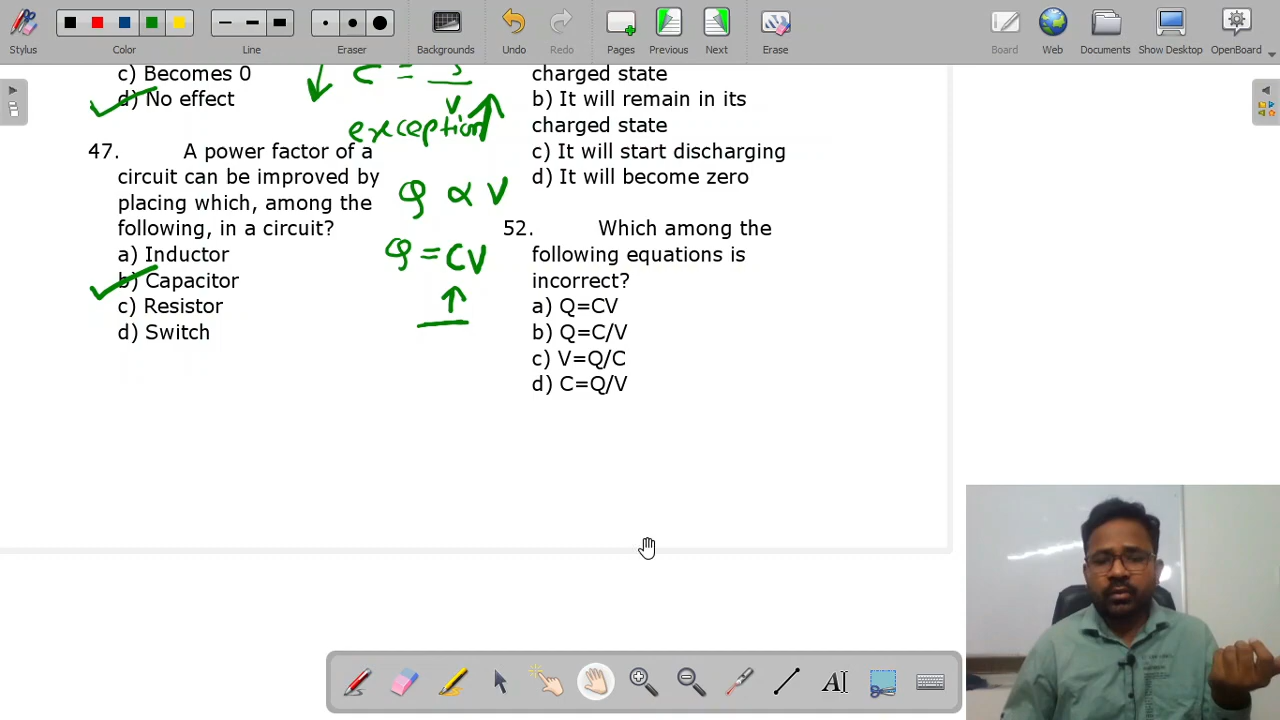 Stylus
Color
Line
Eraser
Backgrounds
Undo
Redo
Pages
Previous
Next
Erase
Board
Web
Documents
Show Desktop
OpenBoard
c) Becomes 0
d) No effect
47. A power factor of a
circuit can be improved by
placing which, among the
following, in a circuit?
a) Inductor
b) Capacitor
c) Resistor
d) Switch
v
exception
φ ∝ V
φ = CV
charged state
b) It will remain in its
charged state
c) It will start discharging
d) It will become zero
52. Which among the
following equations is
incorrect?
a) Q=CV
b) Q=C/V
c) V=Q/C
d) C=Q/V